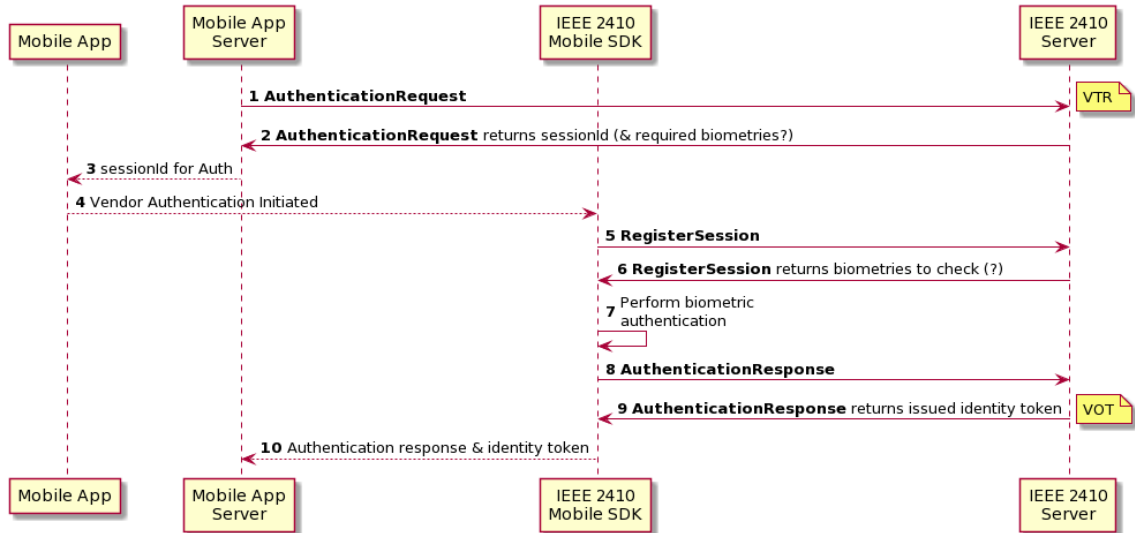 Mobile App
Mobile App
Server
IEEE 2410
Mobile SDK
IEEE 2410
Server
1 AuthenticationRequest
VTR
2 AuthenticationRequest returns sessionId (& required biometries?)
3 sessionId for Auth
4 Vendor Authentication Initiated
5 RegisterSession
6 RegisterSession returns biometries to check (?)
7 Perform biometric
authentication
8 AuthenticationResponse
9 AuthenticationResponse returns issued identity token
VOT
10 Authentication response & identity token
Mobile App
Mobile App
Server
IEEE 2410
Mobile SDK
IEEE 2410
Server